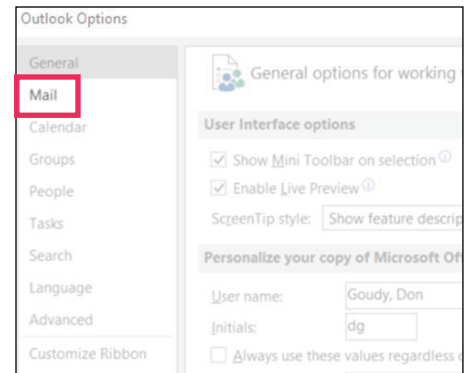 Outlook Options
General
Mail
Calendar
Groups
People
Tasks
Search
Language
Advanced
Customize Ribbon
General options for working
User Interface options
Show Mini Toolbar on selection
Enable Live Preview
ScreenTip style: Show feature descrip
Personalize your copy of Microsoft Off
User name: Goudy, Don
Initials: dg
Always use these values regardless